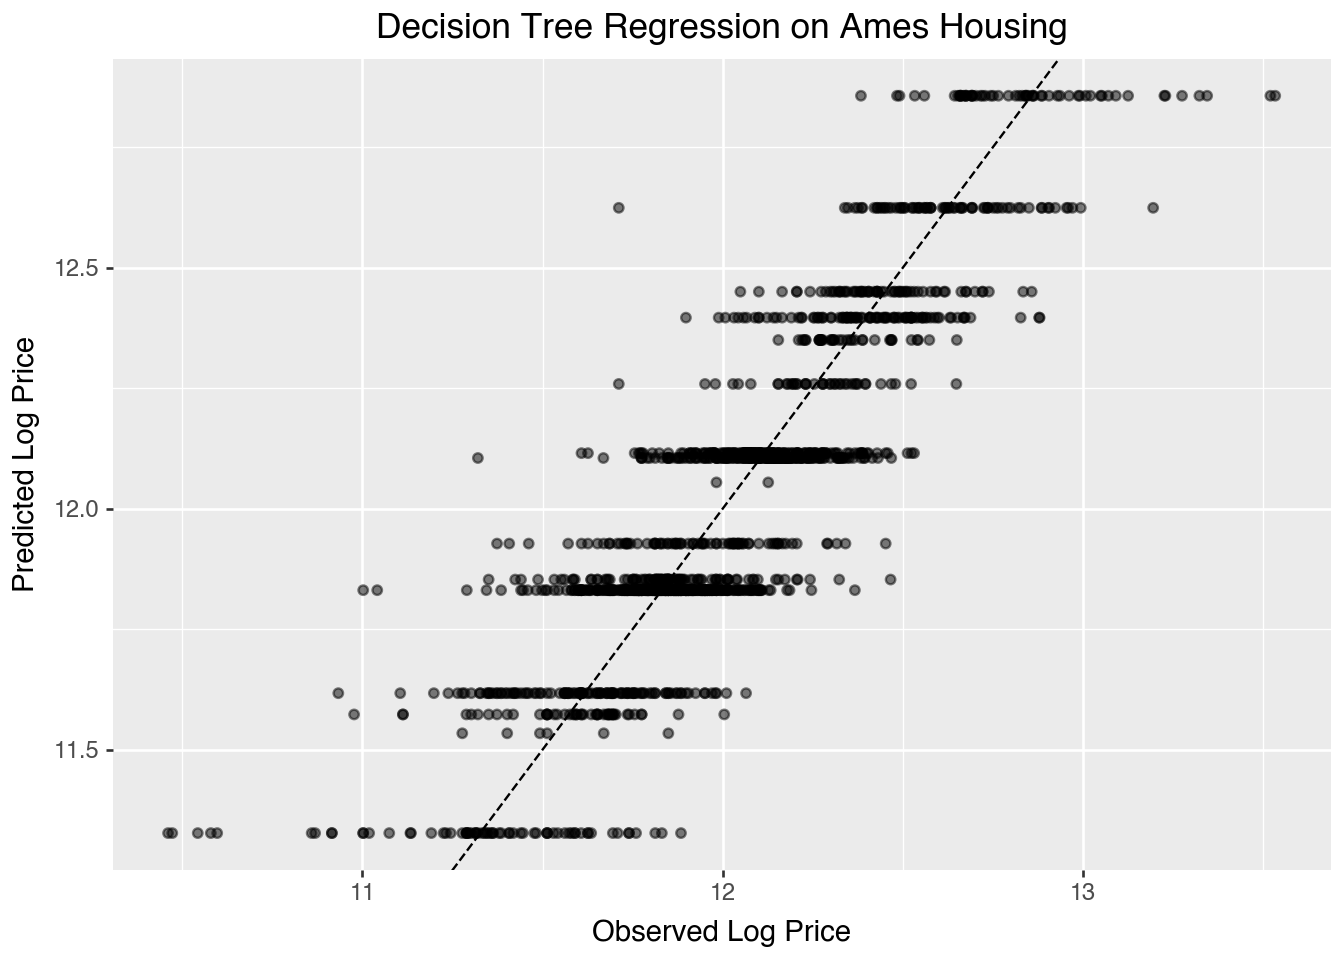 Decision Tree Regression on Ames Housing
Predicted Log Price
12.5
12.0
11.5
11
12
13
Observed Log Price